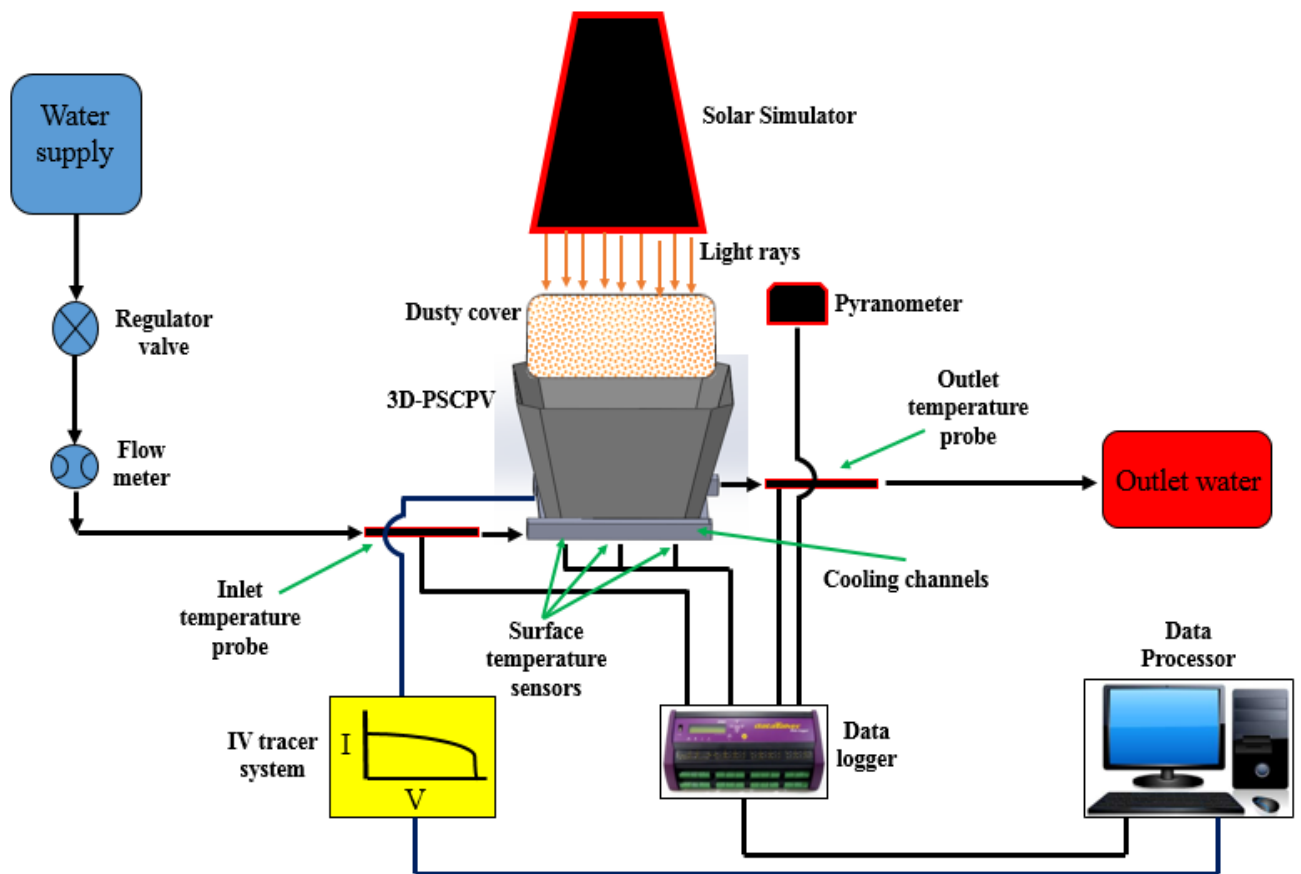 Water
supply
Solar Simulator
Light rays
Dusty cover
Pyranometer
Regulator
valve
3D-PSCPV
Outlet
temperature
probe
Flow
meter
Outlet water
Inlet
temperature
probe
Cooling channels
Surface
temperature
sensors
Data
Processor
IV tracer
system
I
V
Data
logger